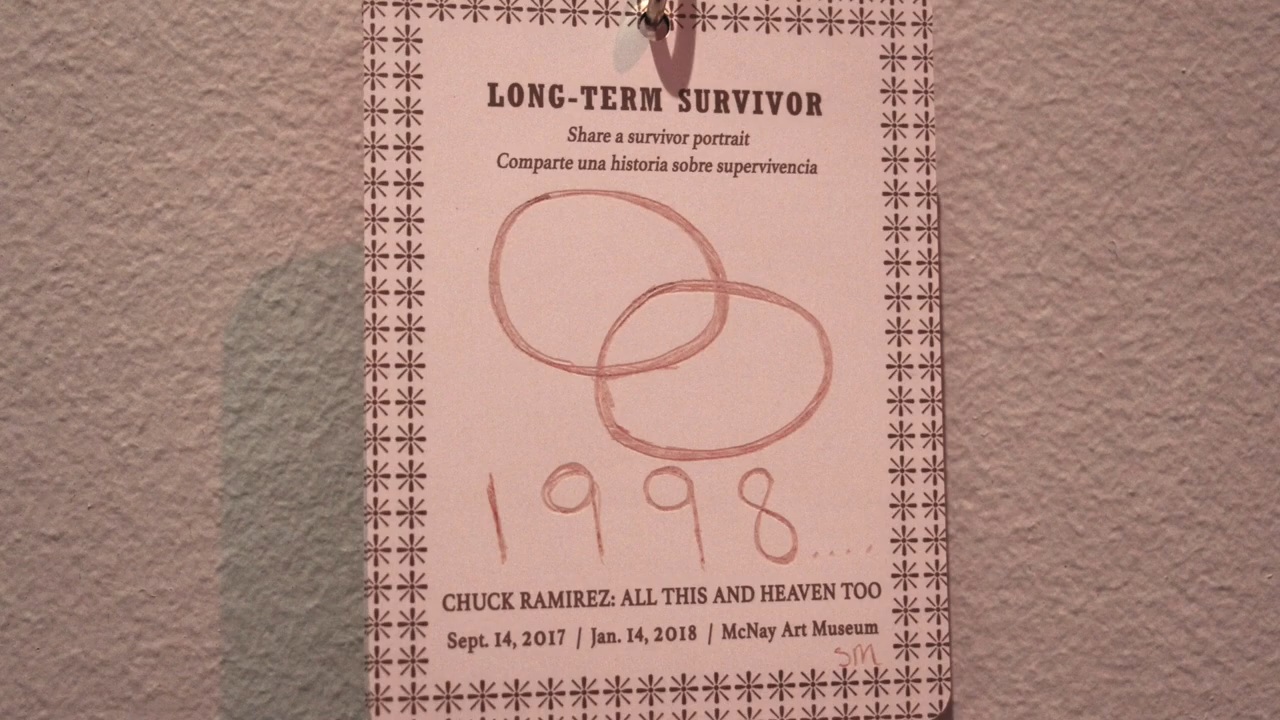 LONG-TERM SURVIVOR
Share a survivor portrait
Comparte una historia sobre supervivencia
1998....
CHUCK RAMIREZ: ALL THIS AND HEAVEN TOO
Sept. 14, 2017 | Jan. 14, 2018 | McNay Art Museum
SM